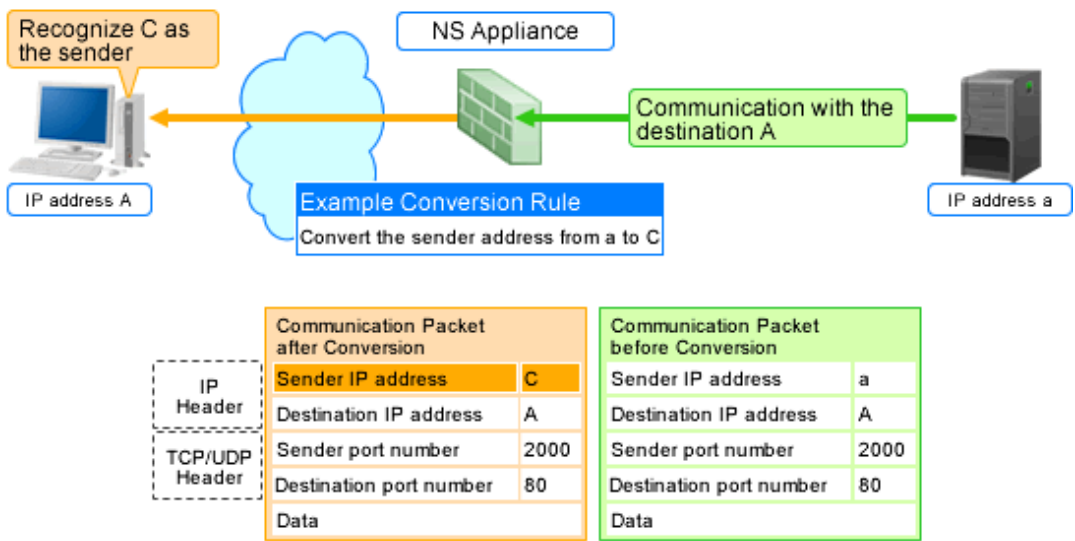 Recognize C as
the sender
NS Appliance
Communication with the
destination A
IP address A
IP address a
Example Conversion Rule
Convert the sender address from a to C
Communication Packet
after Conversion
Sender IP address C
Destination IP address A
Sender port number 2000
Destination port number 80
Data
Communication Packet
before Conversion
Sender IP address a
Destination IP address A
Sender port number 2000
Destination port number 80
Data
IP
Header
TCP/UDP
Header